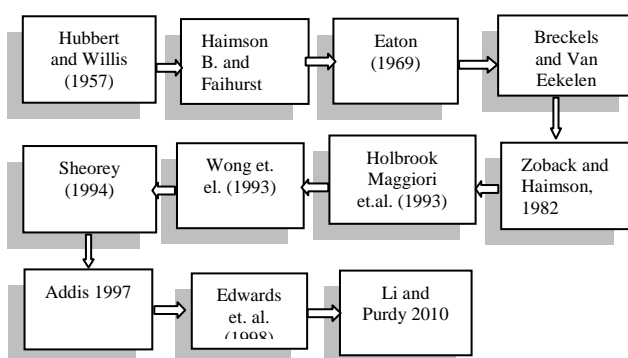 Hubbert
and Willis
(1957)
Haimson
B. and
Faihurst
Eaton
(1969)
Breckels
and Van
Eekelen
Zoback and
Haimson,
1982
Holbrook
Maggiori
et.al. (1993)
Wong et.
el. (1993)
Sheorey
(1994)
Addis 1997
Edwards
et. al.
(1998)
Li and
Purdy 2010